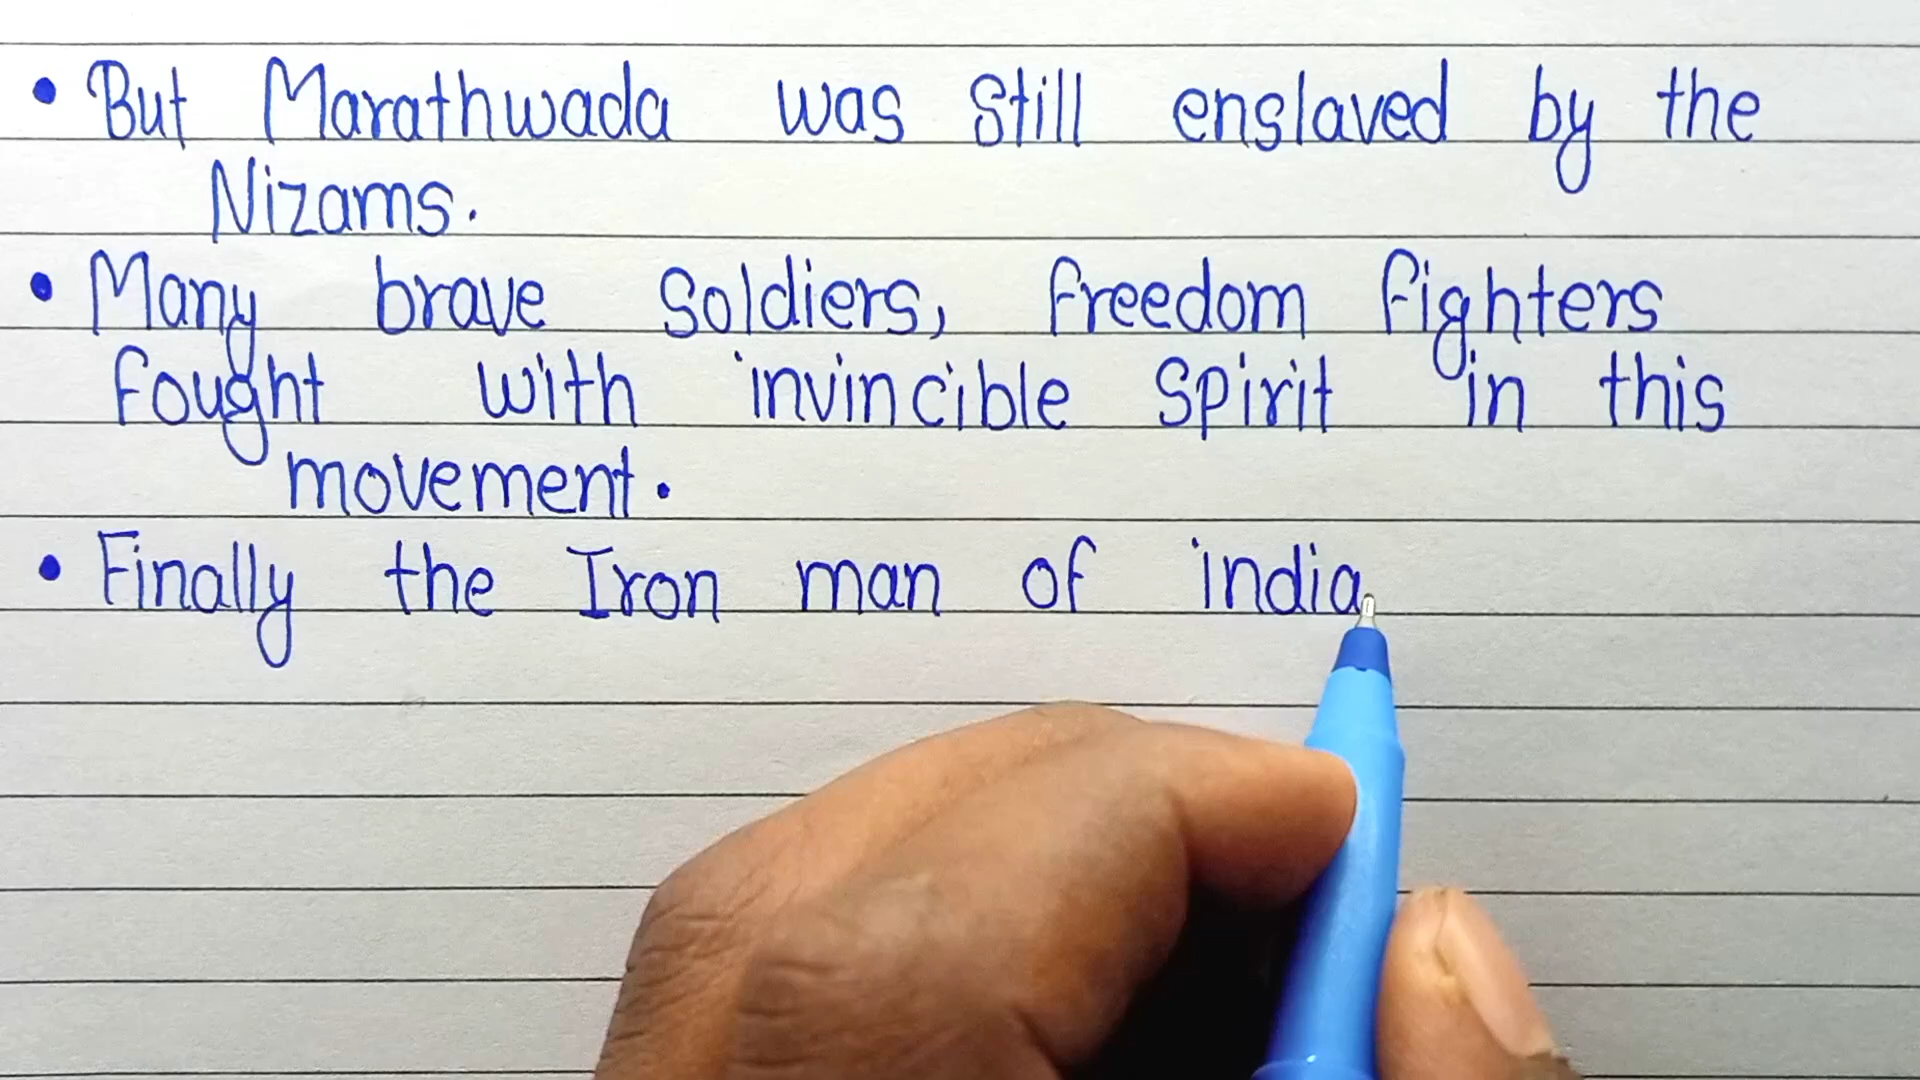 • But Marathwada was still enslaved by the
Nizams.
• Many brave soldiers, freedom fighters
fought with invincible spirit in this
movement.
• Finally the Iron man of india